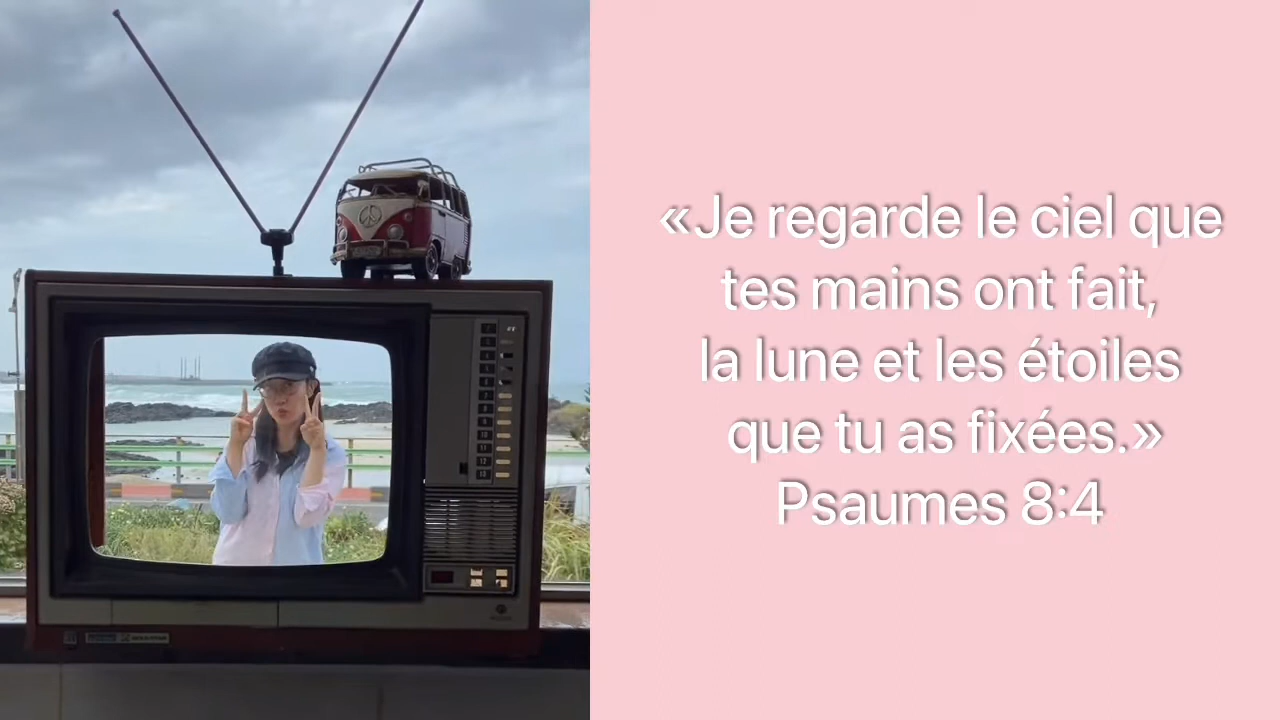 «Je regarde le ciel que
tes mains ont fait,
la lune et les étoiles
que tu as fixées.»
Psaumes 8:4